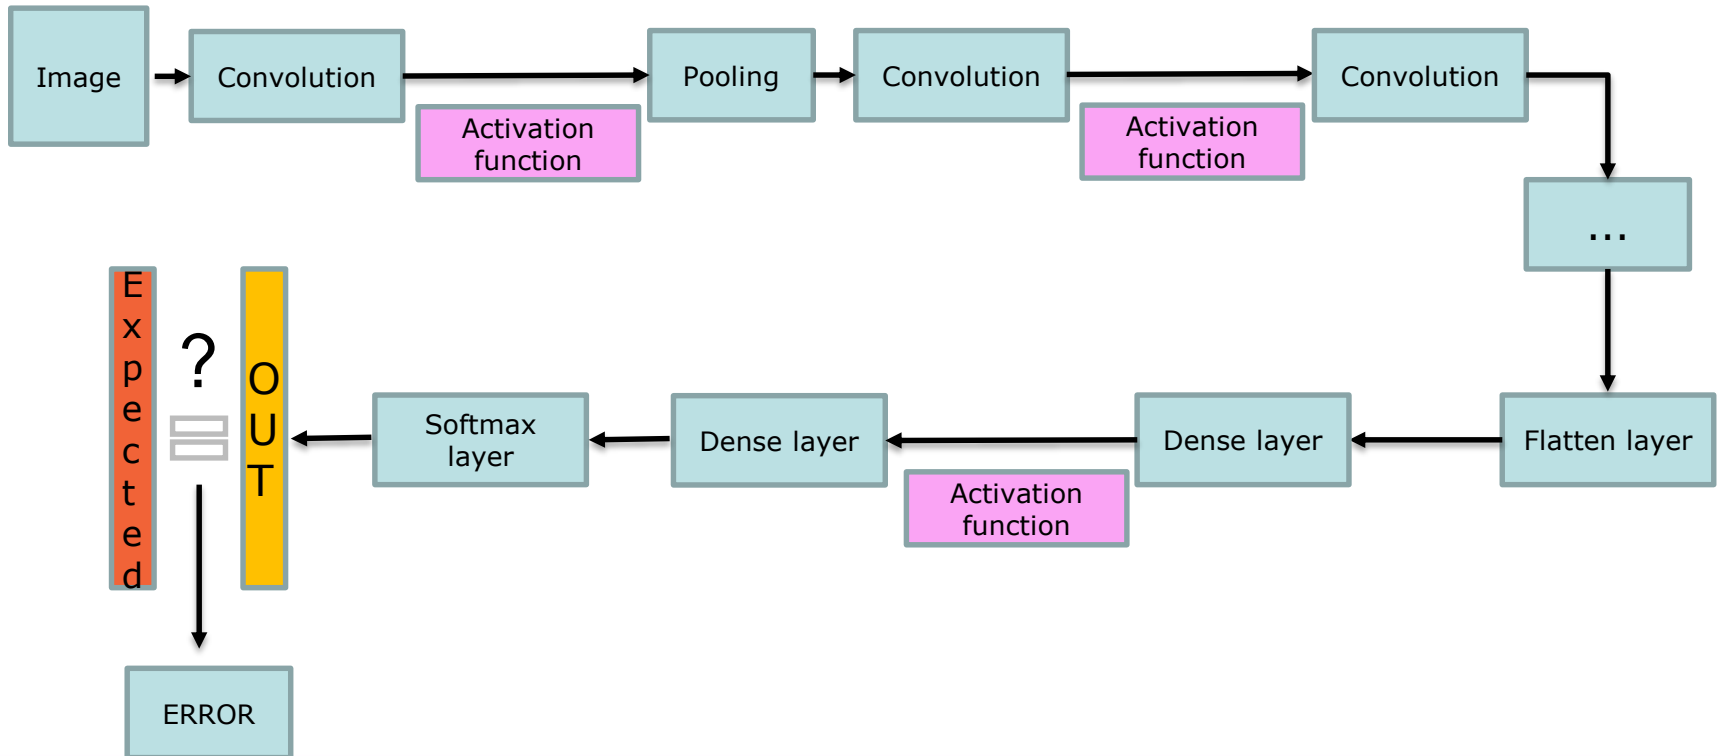 Image
Convolution
Activation
function
Pooling
Convolution
Activation
function
Convolution
...
Flatten layer
Dense layer
Activation
function
Dense layer
Softmax
layer
OUT
?
=
Expected
ERROR